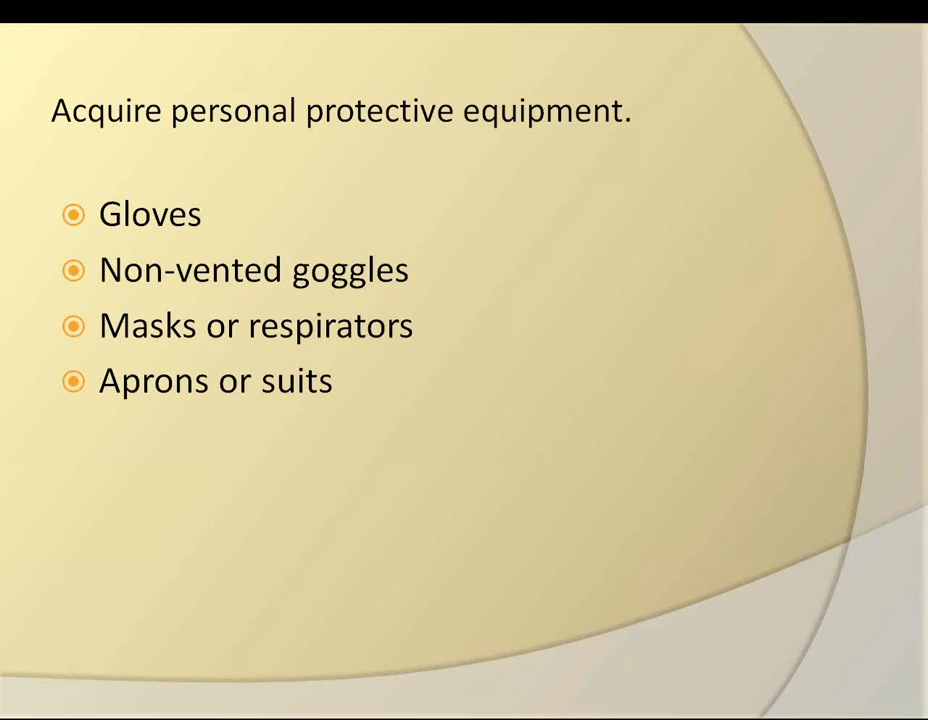 Acquire personal protective equipment.
Gloves
Non-vented goggles
Masks or respirators
Aprons or suits